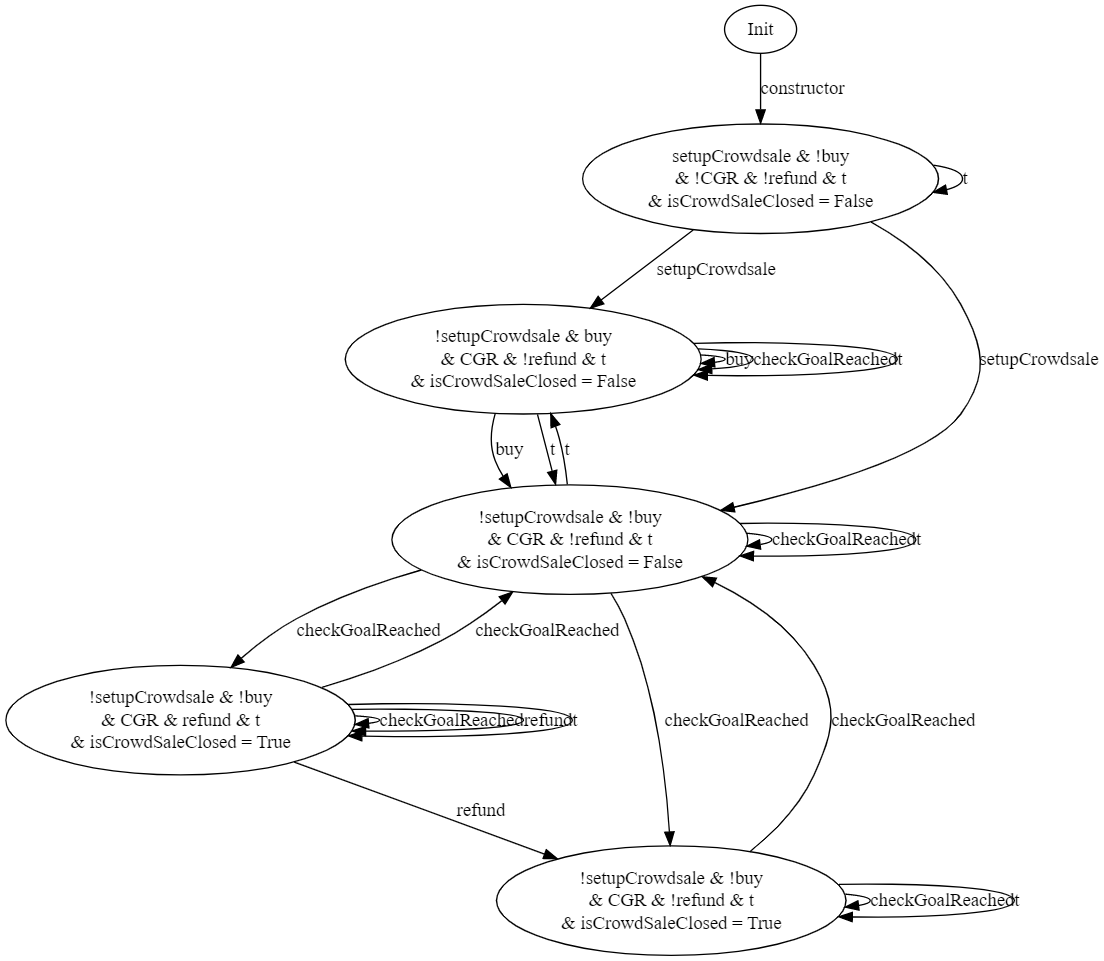 Init
constructor
setupCrowdsale & !buy
& !CGR & !refund & t
& isCrowdSaleClosed = False
t
setupCrowdsale
!setupCrowdsale & buy
& CGR & !refund & t
& isCrowdSaleClosed = False
buy
checkGoalReached
t
setupCrowdsale
buy
t
t
!setupCrowdsale & !buy
& CGR & !refund & t
& isCrowdSaleClosed = False
checkGoalReached
t
checkGoalReached
checkGoalReached
!setupCrowdsale & !buy
& CGR & refund & t
& isCrowdSaleClosed = True
checkGoalReached
refund
t
checkGoalReached
checkGoalReached
refund
!setupCrowdsale & !buy
& CGR & !refund & t
& isCrowdSaleClosed = True
checkGoalReached
t